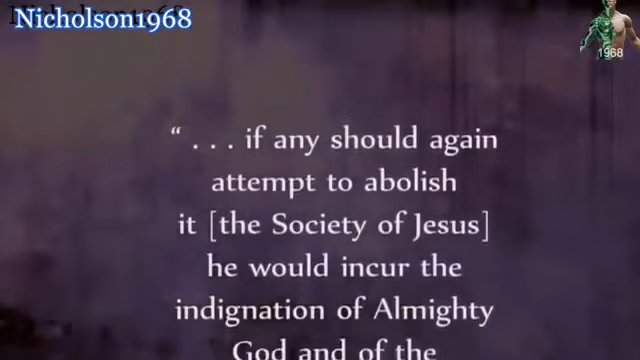 Nicholson1968
1968
“ . . . if any should again
attempt to abolish
it [the Society of Jesus]
he would incur the
indignation of Almighty
God and of the